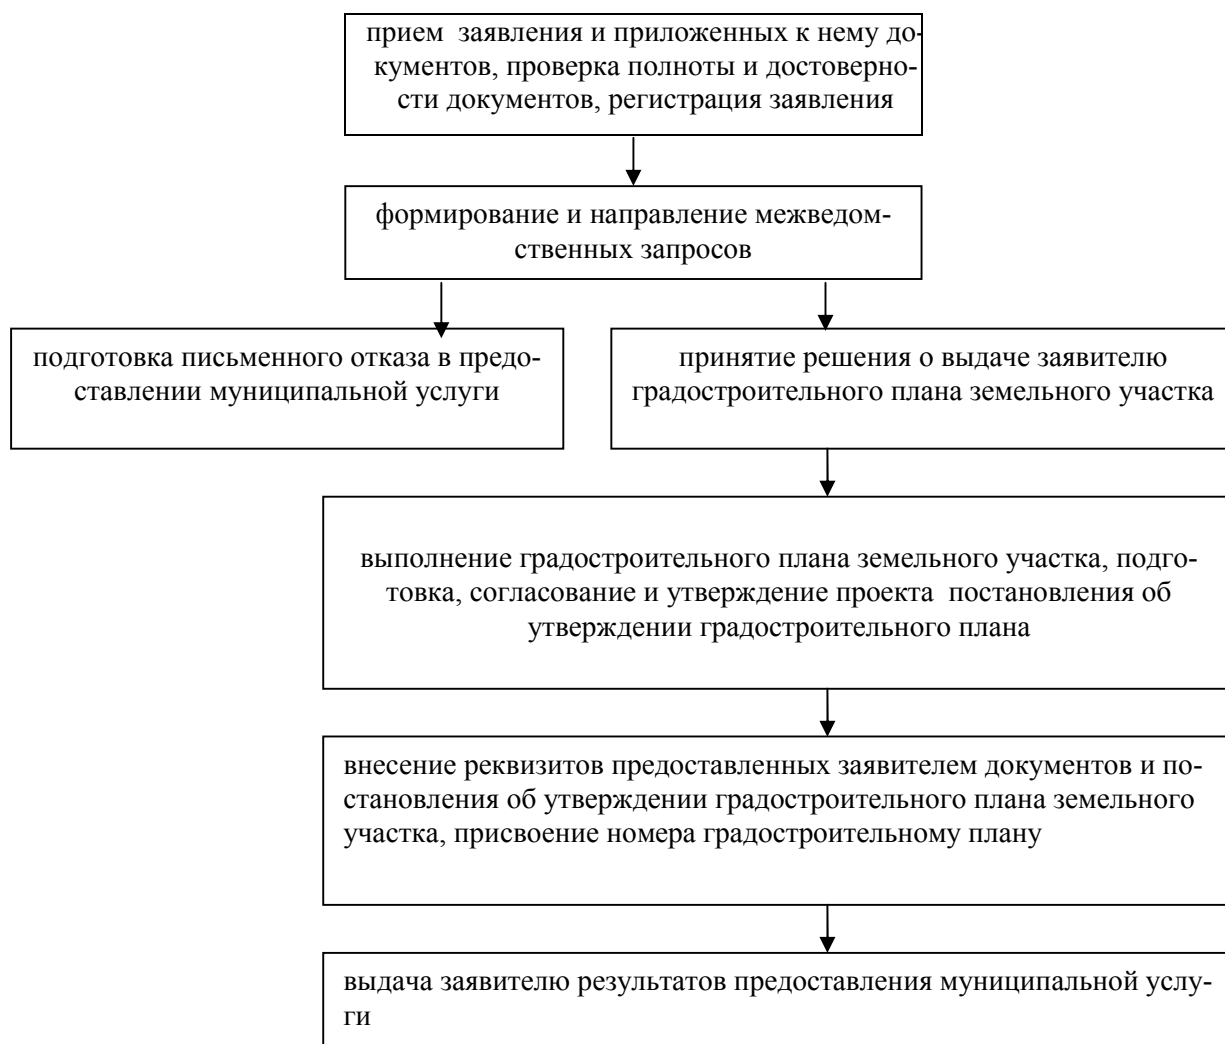 прием  заявления и приложенных к нему до-
кументов, проверка полноты и достоверно-
сти документов, регистрация заявления
формирование и направление межведом-
ственных запросов
подготовка письменного отказа в предо-
ставлении муниципальной услуги
принятие решения о выдаче заявителю
градостроительного плана земельного участка
выполнение градостроительного плана земельного участка, подго-
товка, согласование и утверждение проекта  постановления об
утверждении градостроительного плана
внесение реквизитов предоставленных заявителем документов и по-
становления об утверждении градостроительного плана земельного
участка, присвоение номера градостроительному плану
выдача заявителю результатов предоставления муниципальной услу-
ги